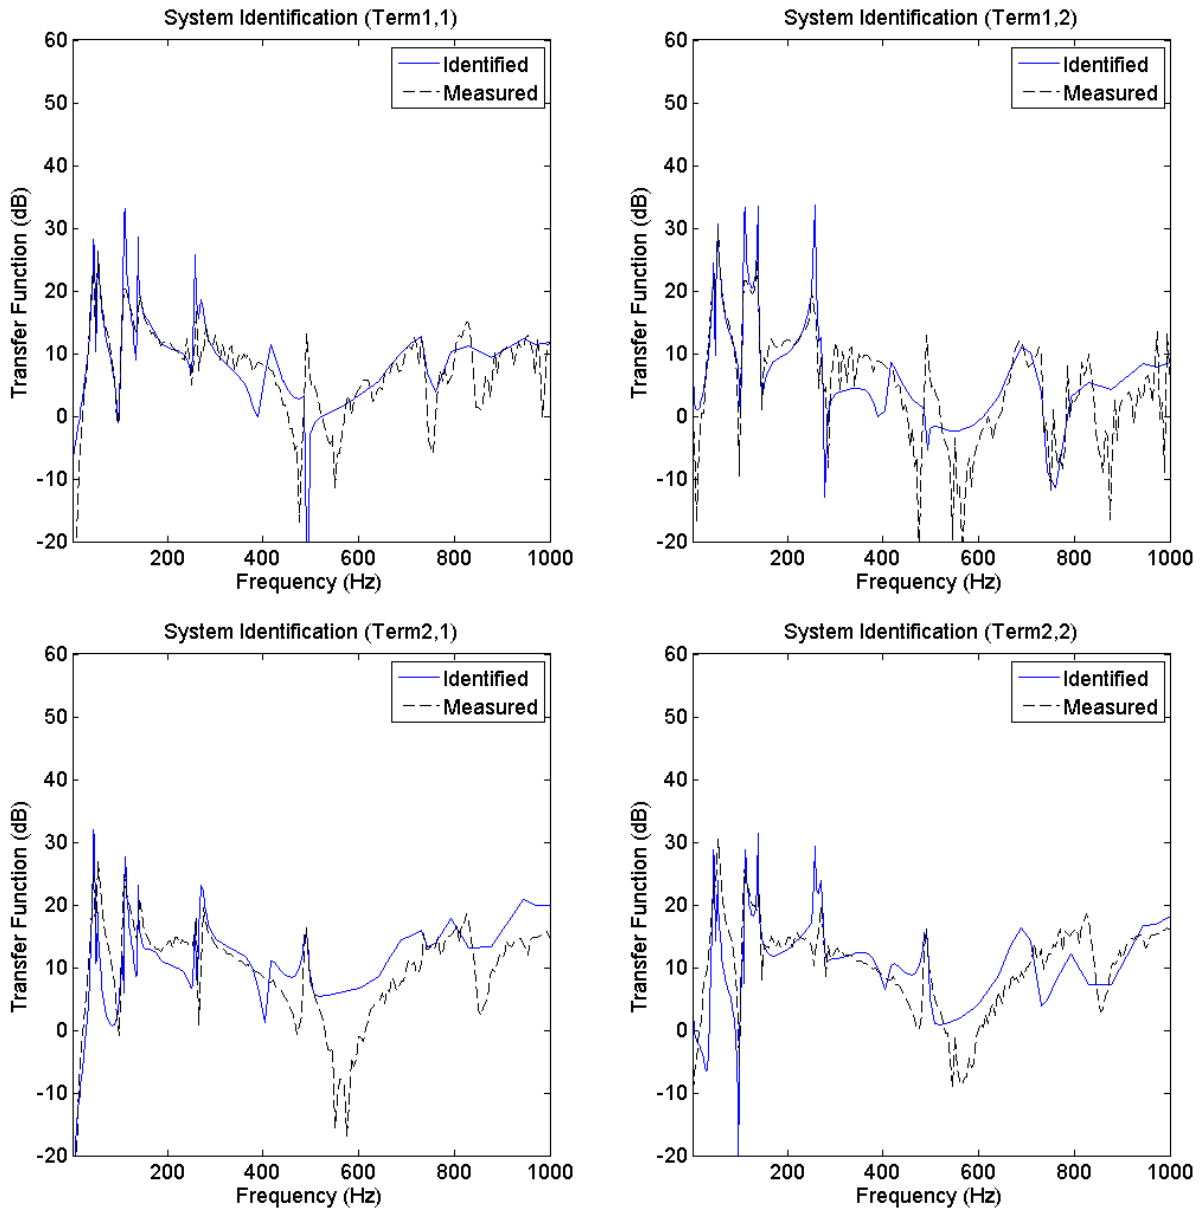 System Identification (Term1,1)
60
50
40
30
20
10
0
-10
-20
Transfer Function (dB)
Identified
Measured
200
400
600
800
1000
Frequency (Hz)
System Identification (Term1,2)
60
50
40
30
20
10
0
-10
-20
Transfer Function (dB)
Identified
Measured
200
400
600
800
1000
Frequency (Hz)
System Identification (Term2,1)
60
50
40
30
20
10
0
-10
-20
Transfer Function (dB)
Identified
Measured
200
400
600
800
1000
Frequency (Hz)
System Identification (Term2,2)
60
50
40
30
20
10
0
-10
-20
Transfer Function (dB)
Identified
Measured
200
400
600
800
1000
Frequency (Hz)